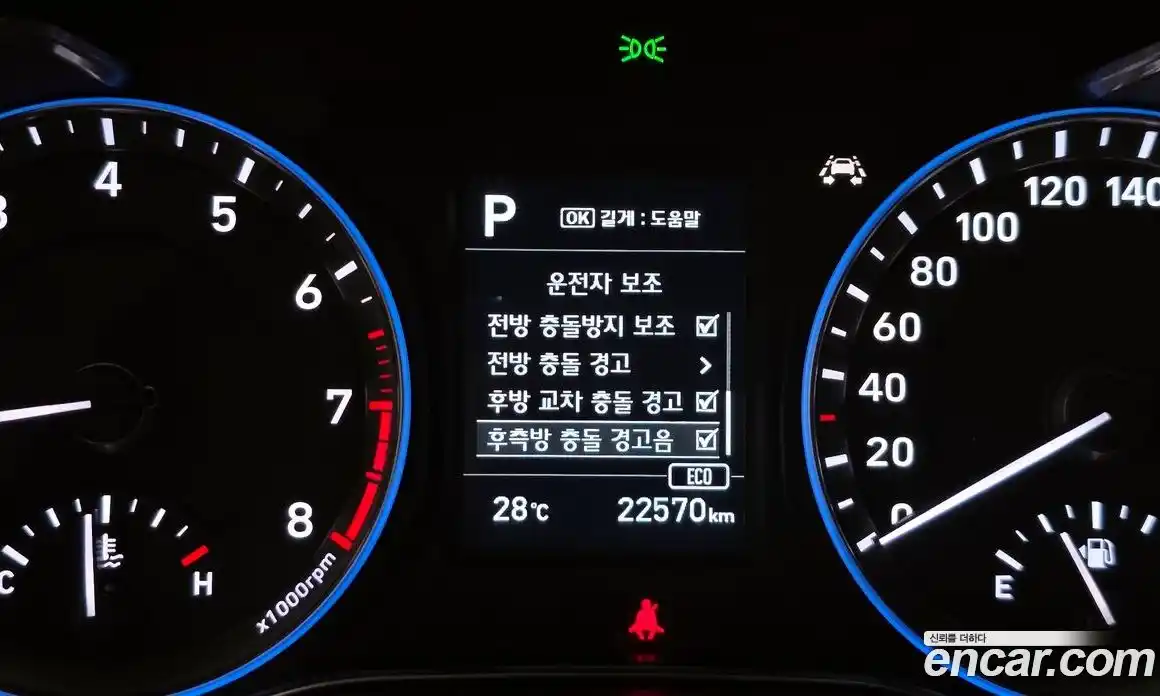 3
4
5
6
7
8
x1000rpm
C
H
P
OK 길게 : 도움말
운전자 보조
전방 충돌방지 보조
전방 충돌 경고 >
후방 교차 충돌 경고
후측방 충돌 경고음
ECO
28°C 22570 km
0
20
40
60
80
100
120
140
E
신뢰를 더하다
encar.com